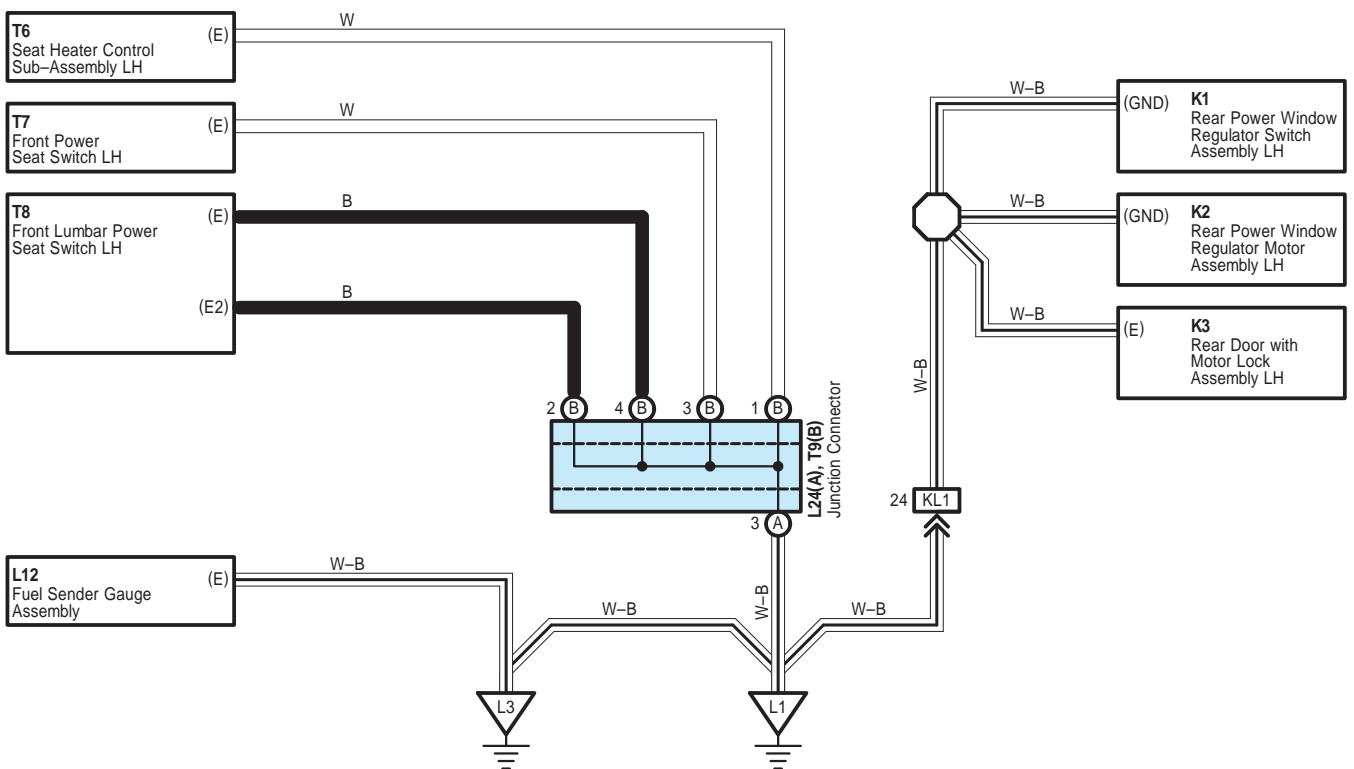 T6
(E)
Seat Heater Control
Sub–Assembly LH
W
T7
(E)
Front Power
Seat Switch LH
W
T8
(E)
Front Lumbar Power
Seat Switch LH
(E2)
B
B
2 B
4 B
3 B
1 B
L24(A), T9(B)
Junction Connector
3 A
W–B
L12
(E)
Fuel Sender Gauge
Assembly
W–B
W–B
W–B
L3
L1
24 KL1
W–B
W–B
(GND)
K1
Rear Power Window
Regulator Switch
Assembly LH
W–B
(GND)
K2
Rear Power Window
Regulator Motor
Assembly LH
W–B
(E)
K3
Rear Door with
Motor Lock
Assembly LH